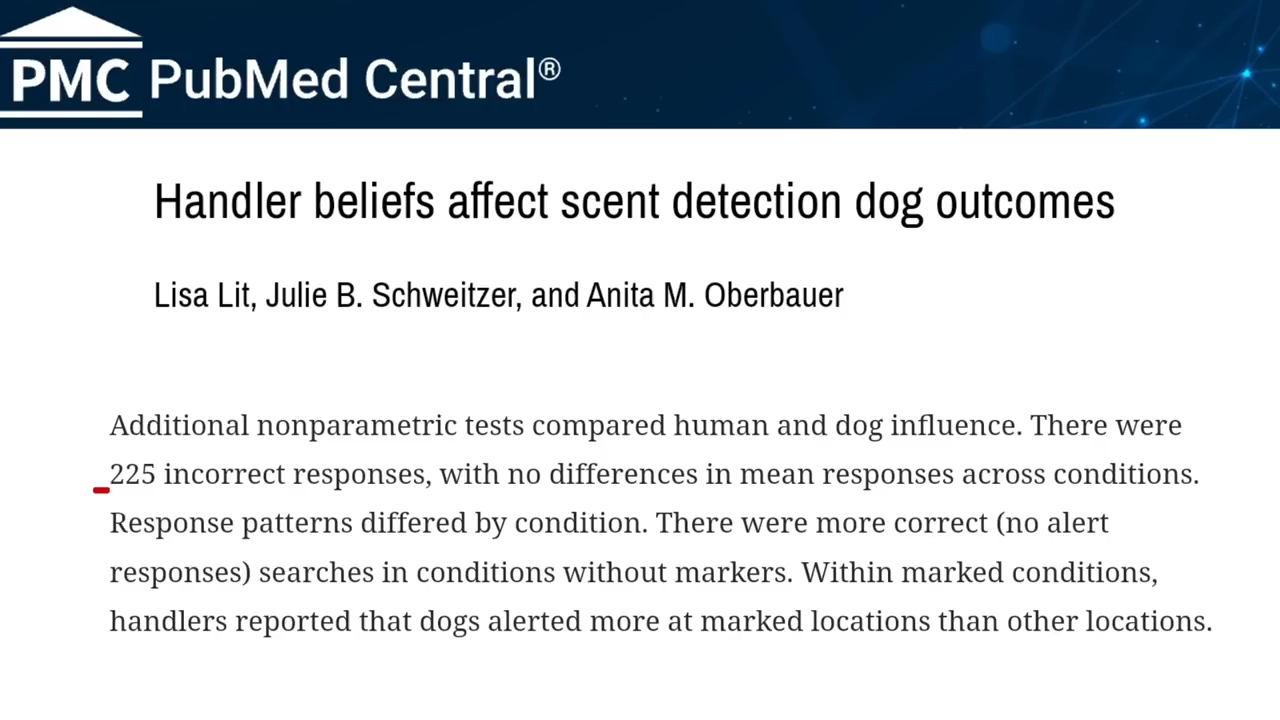 PMC PubMed Central®
Handler beliefs affect scent detection dog outcomes
Lisa Lit, Julie B. Schweitzer, and Anita M. Oberbauer
Additional nonparametric tests compared human and dog influence. There were
225 incorrect responses, with no differences in mean responses across conditions.
Response patterns differed by condition. There were more correct (no alert
responses) searches in conditions without markers. Within marked conditions,
handlers reported that dogs alerted more at marked locations than other locations.